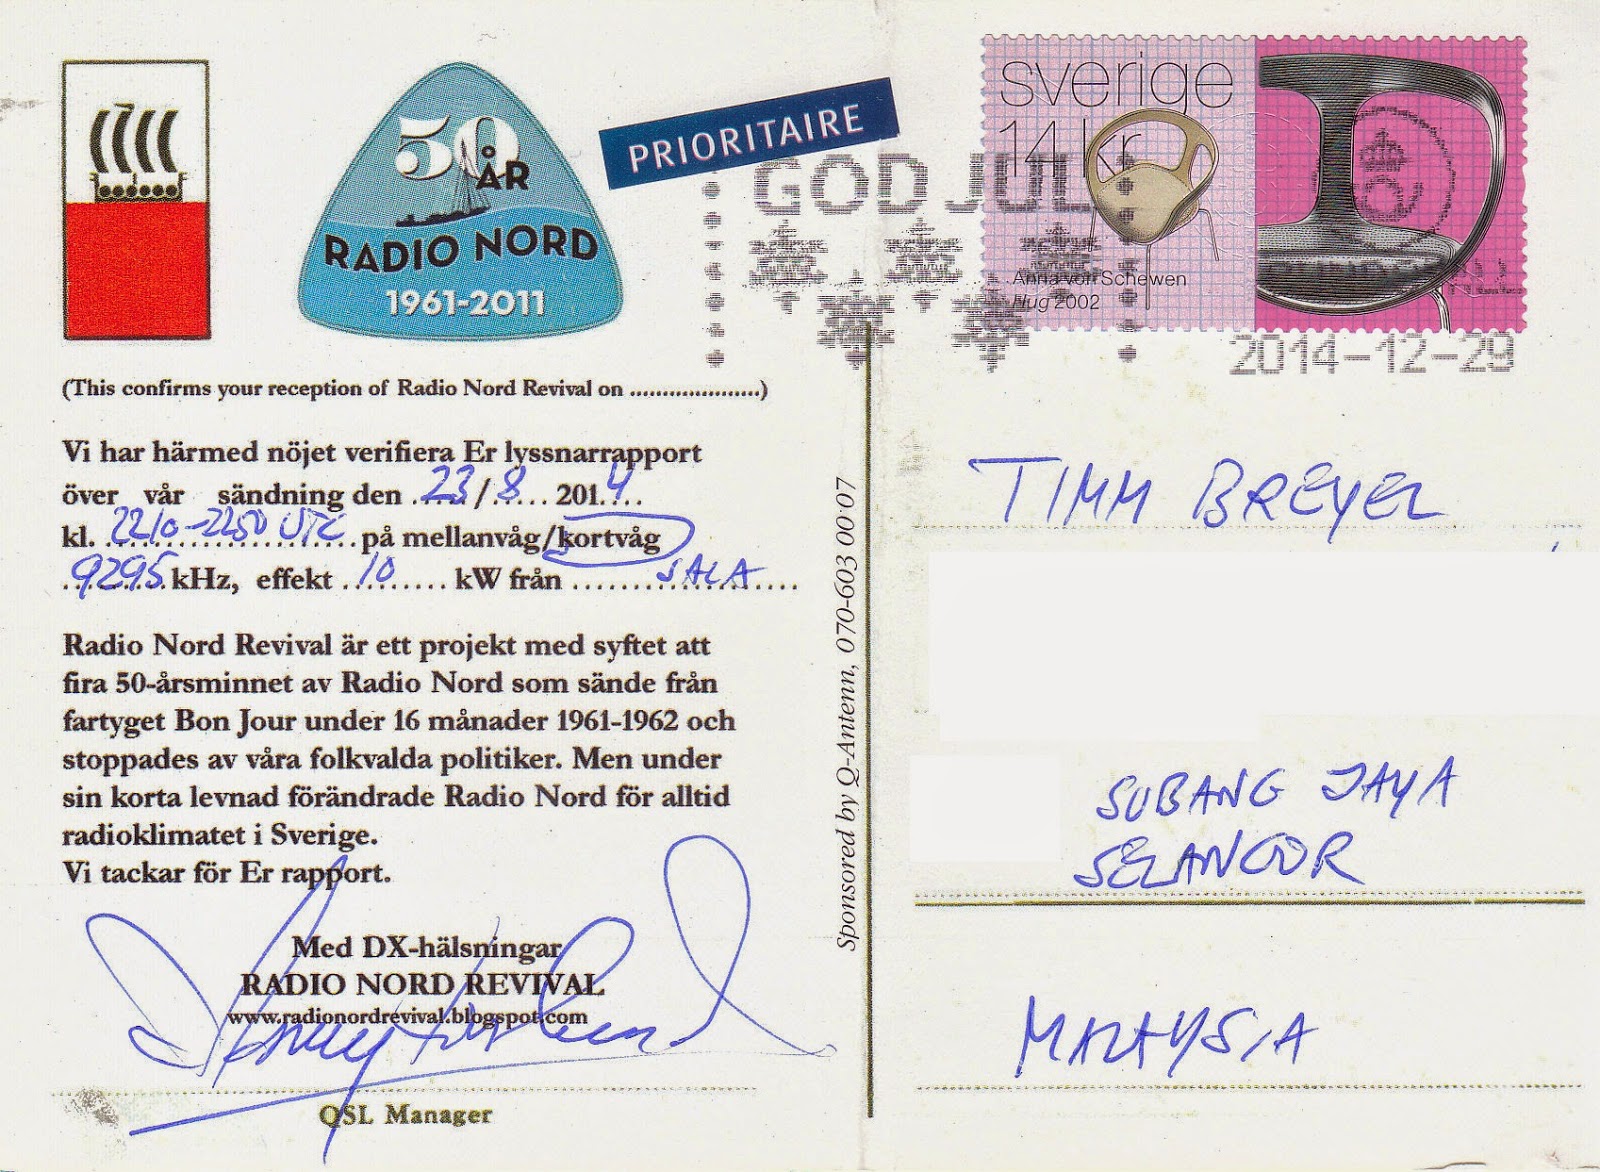 50
ÅR
RADIO NORD
1961-2011
PRIORITAIRE
GOD JUL
sverige
14 kr
Anna von Schewen
Hug 2002
2014-12-29
(This confirms your reception of Radio Nord Revival on ....................)
Vi har härmed nöjet verifiera Er lyssnarrapport
över vår sändning den 23/8 2014
kl. 2210-2250 UTC på mellanvåg/kortvåg
9295 kHz, effekt 10 kW från SALA
Radio Nord Revival är ett projekt med syftet att
fira 50-årsminnet av Radio Nord som sände från
fartyget Bon Jour under 16 månader 1961-1962 och
stoppades av våra folkvalda politiker. Men under
sin korta levnad förändrade Radio Nord för alltid
radioklimatet i Sverige.
Vi tackar för Er rapport.
Med DX-hälsningar
RADIO NORD REVIVAL
www.radionordrevival.blogspot.com
QSL Manager
Sponsored by Q-Antenn, 070-603 00 07
TIMM BREYEL
SUBANG JAYA
SELANGOR
MALAYSIA